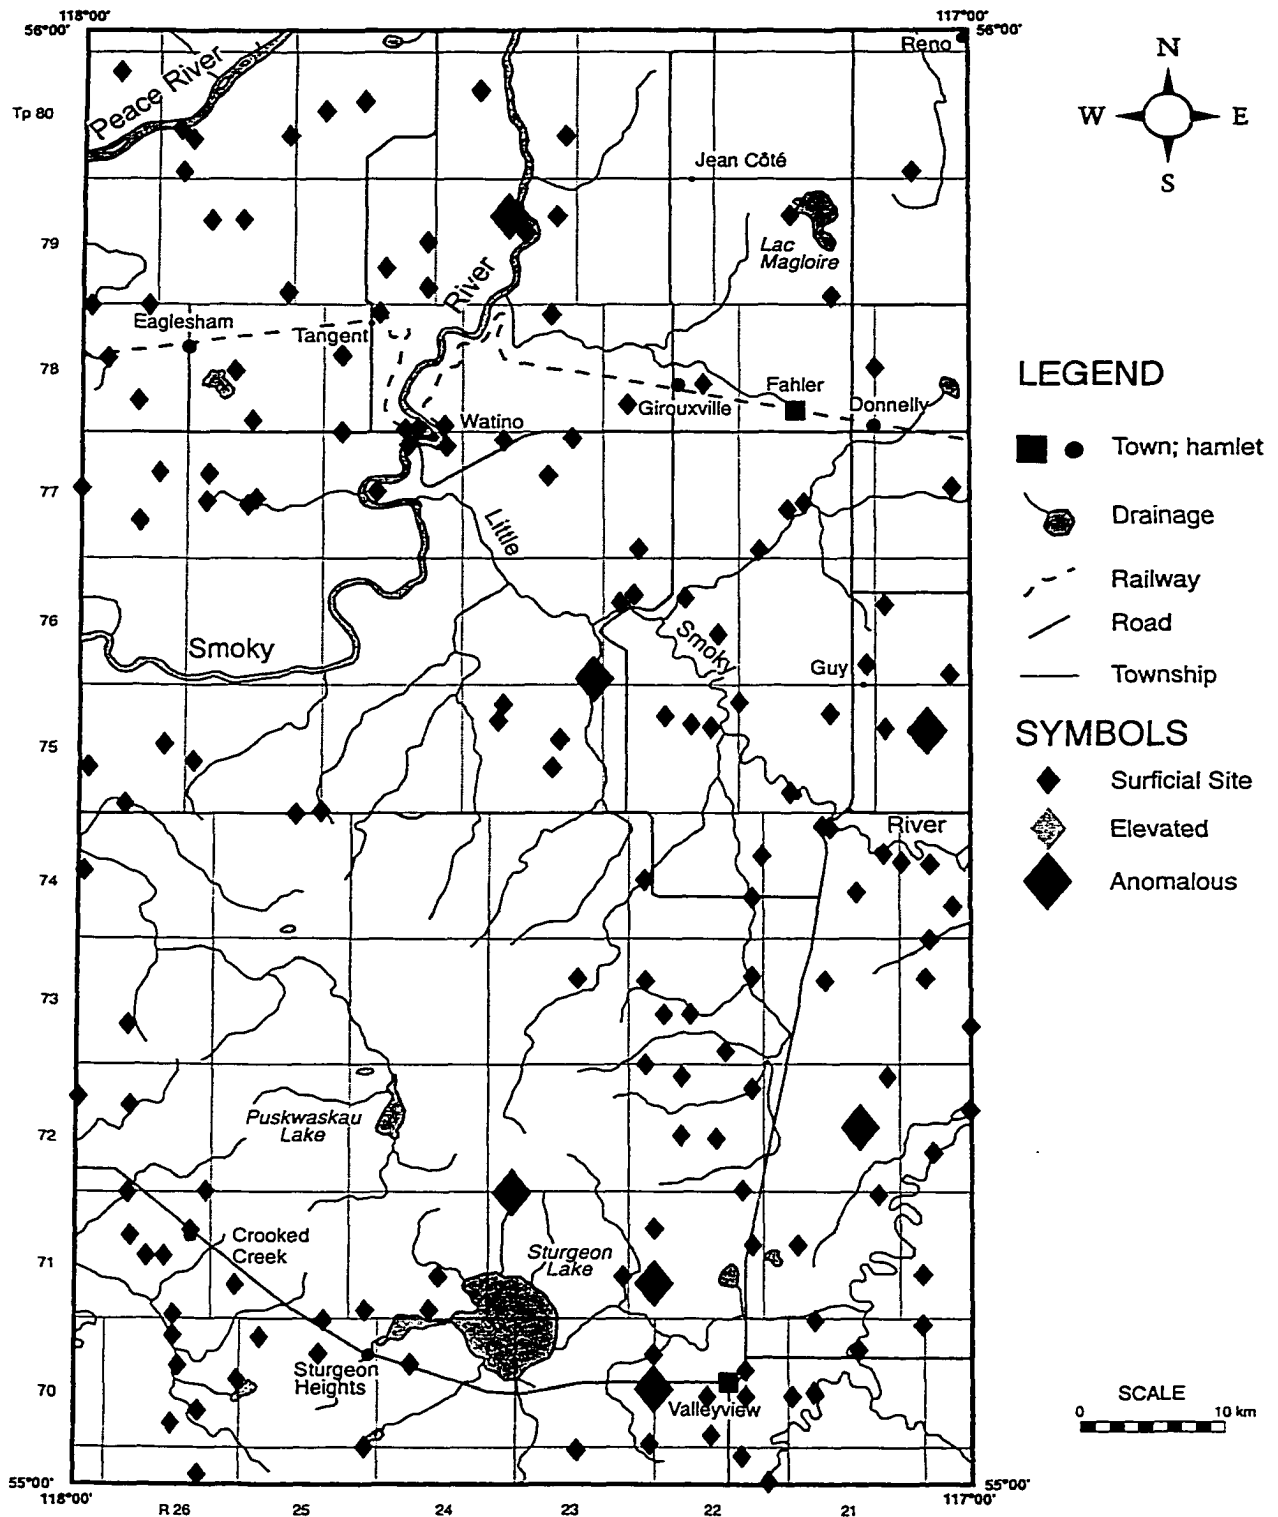 118°00'
117°00'
56°00'
56°00'
Reno
N
W
E
S
Peace River
Tp 80
Jean Côté
79
Lac
Magloire
River
Eaglesham
Tangent
78
Fahler
Girouxville
Donnelly
Watino
77
Little
76
Smoky
Smoky
Guy
75
River
74
73
72
Puskwaskau
Lake
71
Crooked
Creek
Sturgeon
Lake
70
Sturgeon
Heights
Valleyview
55°00'
55°00'
118°00'
117°00'
R 26
25
24
23
22
21
LEGEND
Town; hamlet
Drainage
Railway
Road
Township
SYMBOLS
Surficial Site
Elevated
Anomalous
SCALE
0
10 km